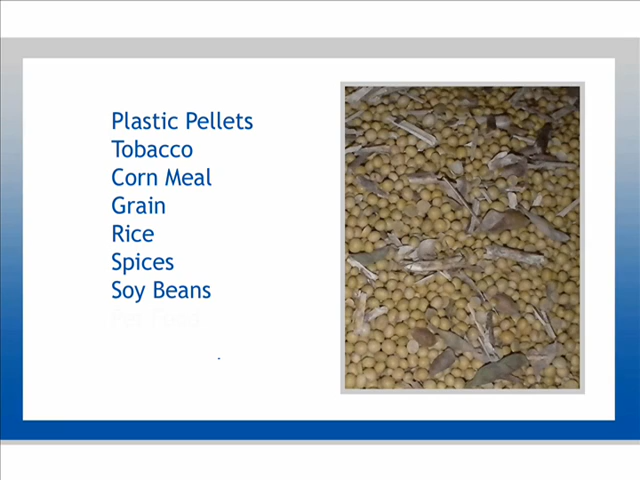 Plastic Pellets
Tobacco
Corn Meal
Grain
Rice
Spices
Soy Beans